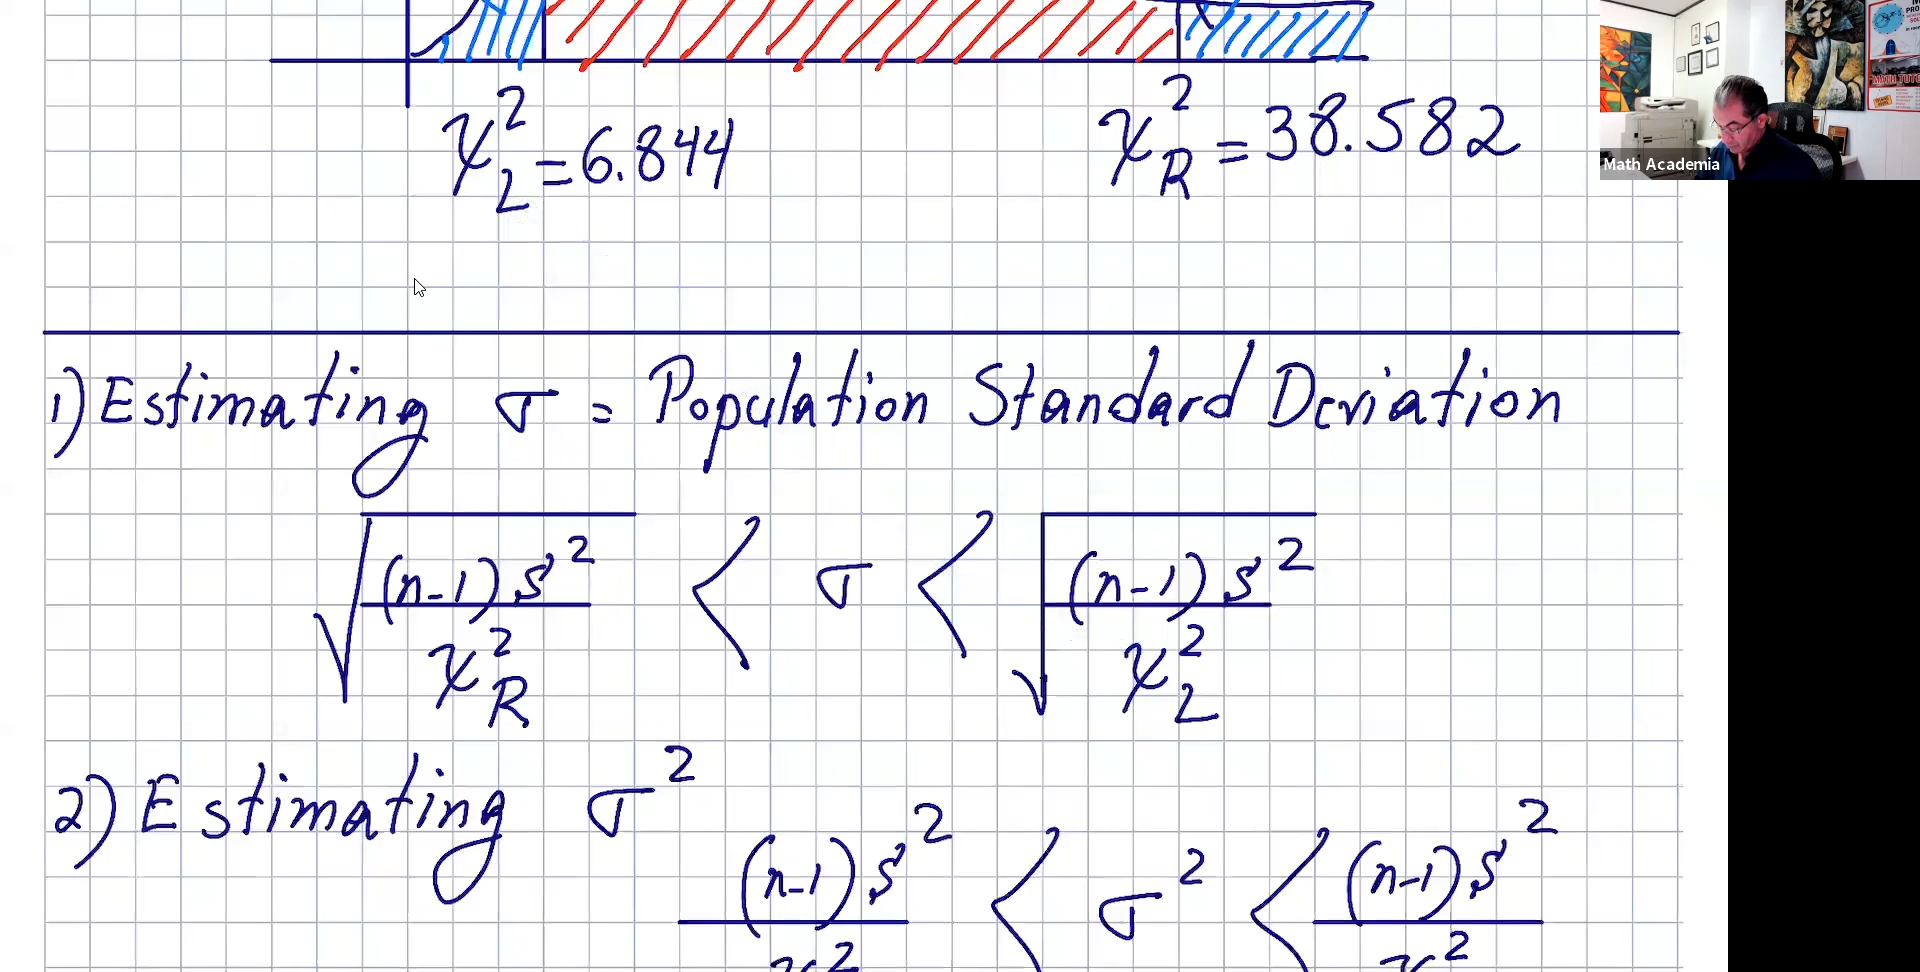 χ²_L = 6.844
χ²_R = 38.582
Math Academia
1) Estimating σ = Population Standard Deviation
√((n-1)s²/χ²_R) < σ < √((n-1)s²/χ²_L)
2) Estimating σ²
(n-1)s² < σ² < (n-1)s²